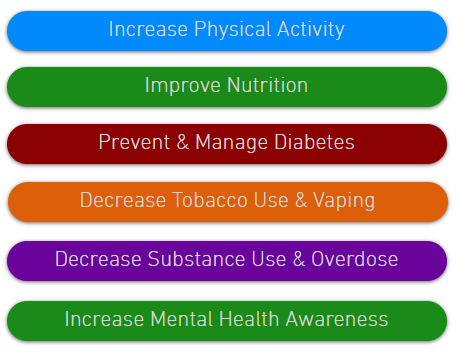 Increase Physical Activity
Improve Nutrition
Prevent & Manage Diabetes
Decrease Tobacco Use & Vaping
Decrease Substance Use & Overdose
Increase Mental Health Awareness